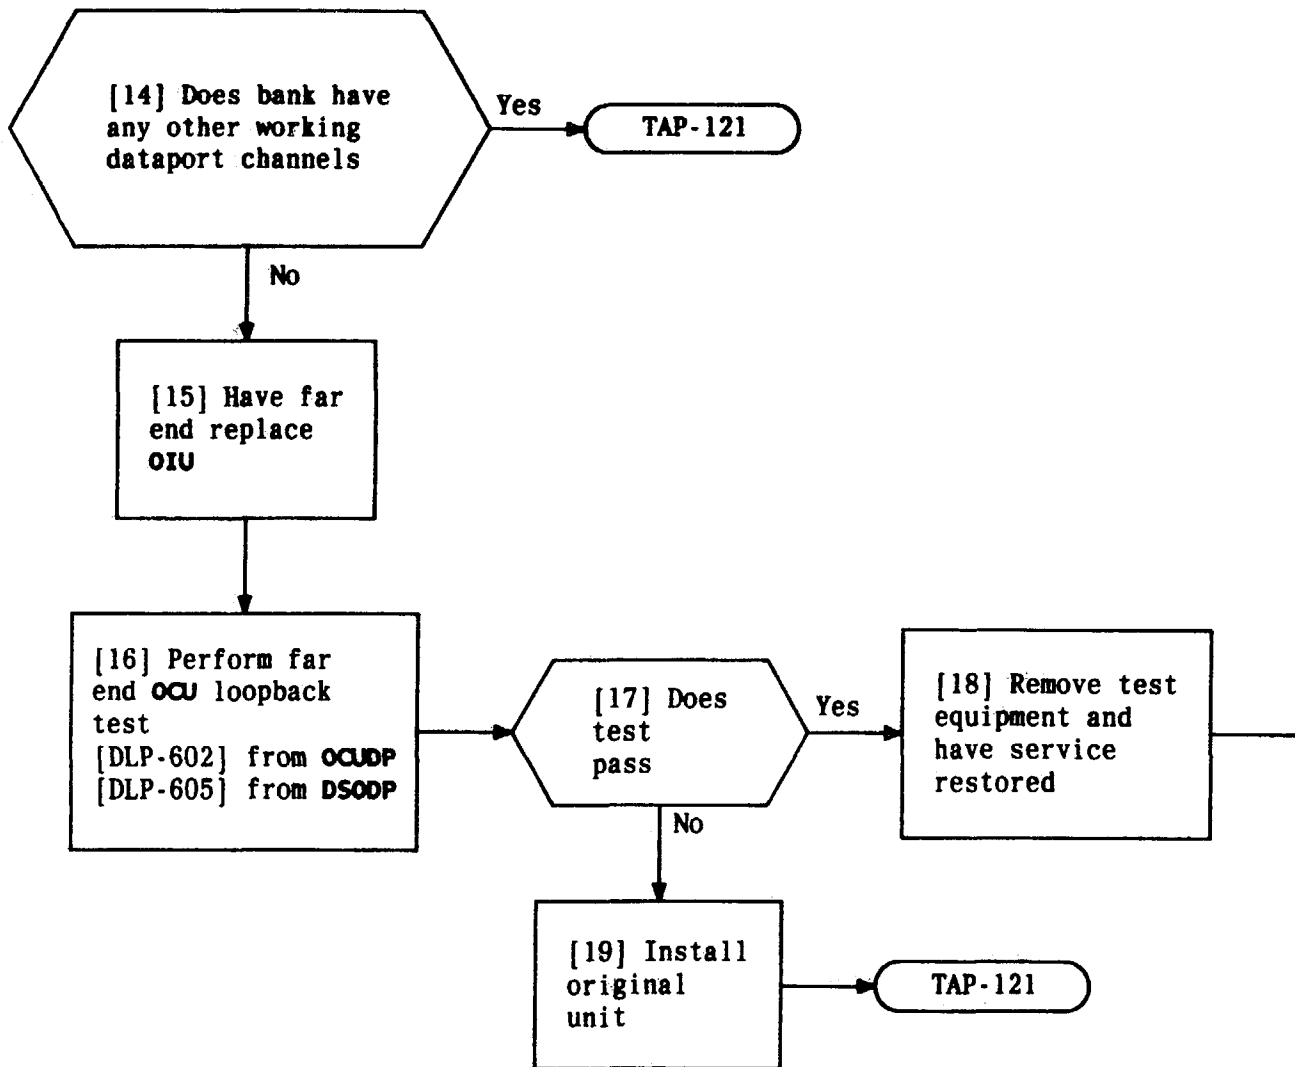 [14] Does bank have
any other working
dataport channels
Yes
TAP-121
No
[15] Have far
end replace
OIU
[16] Perform far
end OCU loopback
test
[DLP-602] from OCUDP
[DLP-605] from DSODP
[17] Does
test
pass
Yes
[18] Remove test
equipment and
have service
restored
No
[19] Install
original
unit
TAP-121